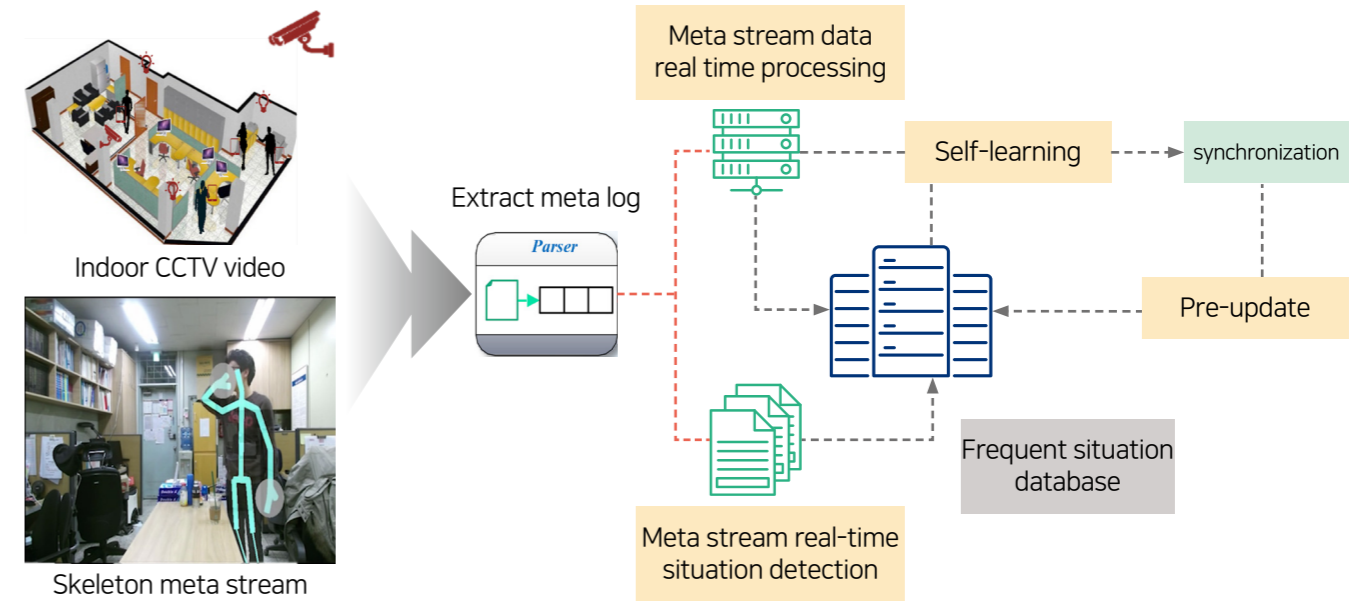 Indoor CCTV video
Skeleton meta stream
Extract meta log
Parser
Meta stream data
real time processing
Self-learning
synchronization
Pre-update
Frequent situation
database
Meta stream real-time
situation detection